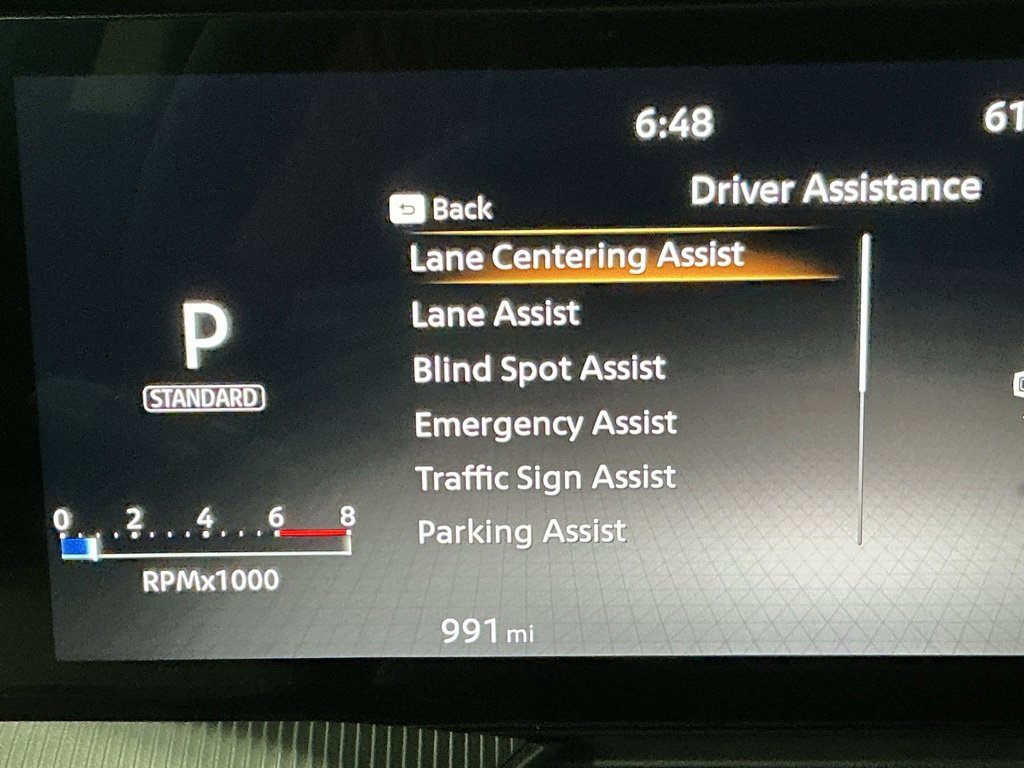 6:48
61
Driver Assistance
Back
Lane Centering Assist
Lane Assist
Blind Spot Assist
Emergency Assist
Traffic Sign Assist
Parking Assist
P
STANDARD
0 2 4 6 8
RPMx1000
991 mi